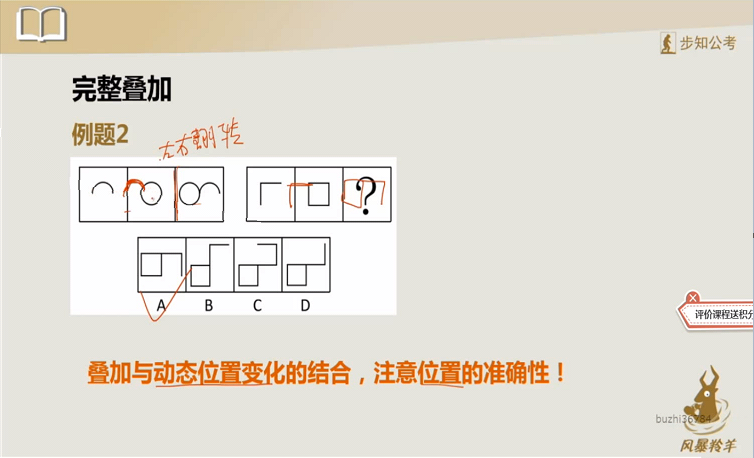 步知公考
完整叠加
例题2
左右翻转
?
A B C D
评价课程送积分
叠加与动态位置变化的结合，注意位置的准确性！
风暴羚羊